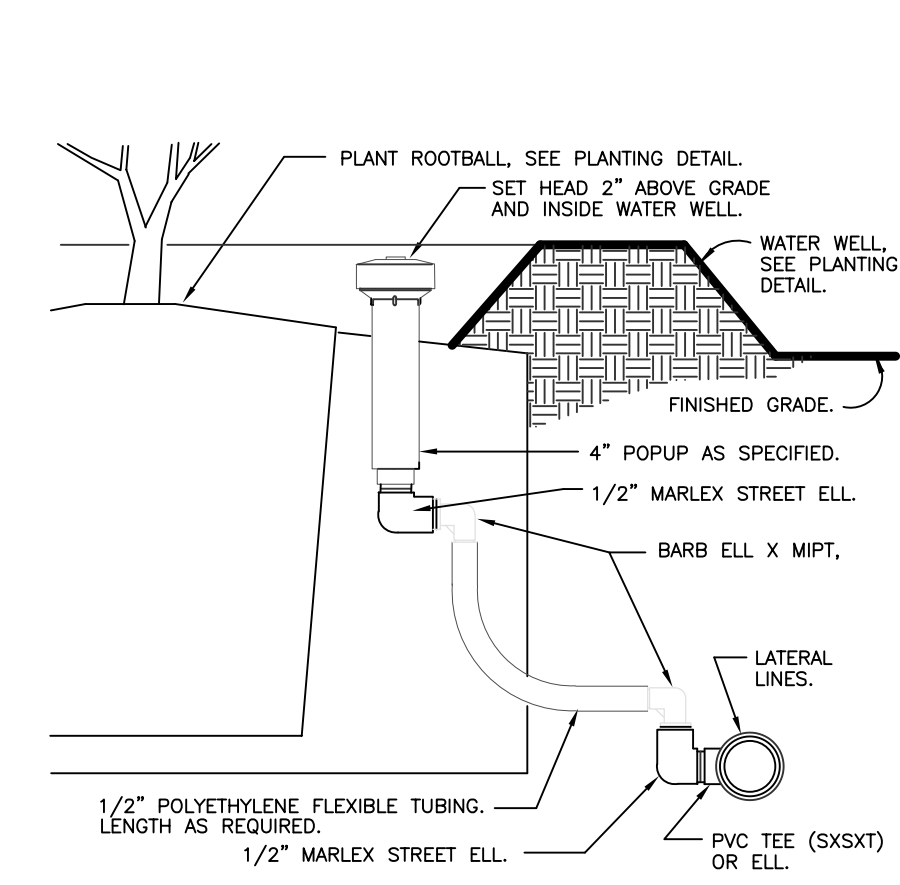 PLANT ROOTBALL, SEE PLANTING DETAIL.
SET HEAD 2" ABOVE GRADE
AND INSIDE WATER WELL.
WATER WELL,
SEE PLANTING
DETAIL.
FINISHED GRADE.
4" POPUP AS SPECIFIED.
1/2" MARLEX STREET ELL.
BARB ELL X MIPT,
LATERAL
LINES.
1/2" POLYETHYLENE FLEXIBLE TUBING.
LENGTH AS REQUIRED.
1/2" MARLEX STREET ELL.
PVC TEE (SXSXT)
OR ELL.